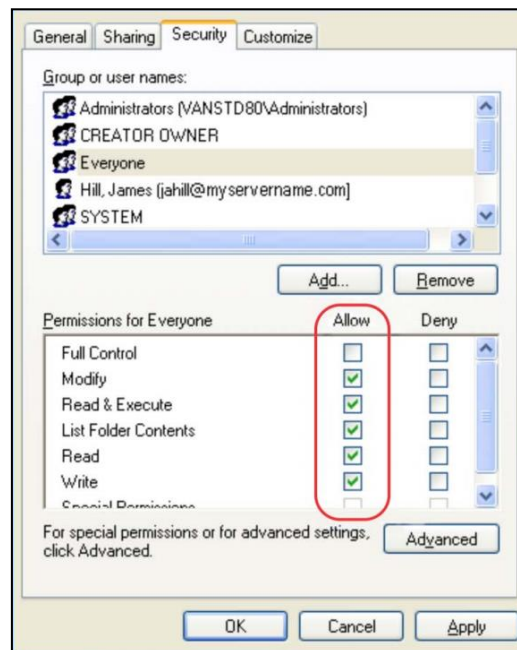 General Sharing Security Customize
Group or user names:
Administrators (VANSTD80\Administrators)
CREATOR OWNER
Everyone
Hill, James (jahill@myservername.com]
SYSTEM
Add... Remove
Permissions for Everyone Allow Deny
Full Control
Modify
Read & Execute
List Folder Contents
Read
Write
Special Permissions
For special permissions or for advanced settings,
click Advanced.
Advanced
OK Cancel Apply